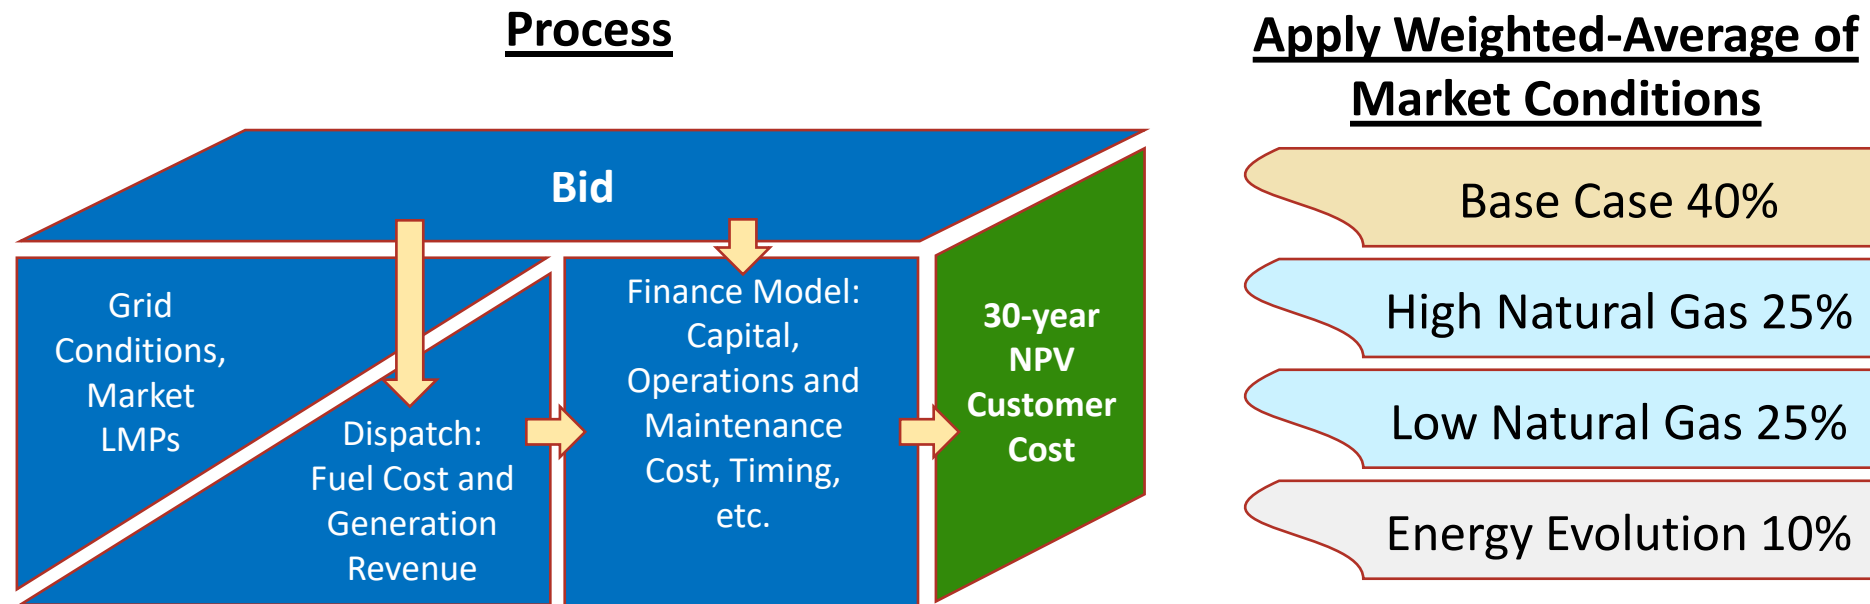 Process
Bid
Grid
Conditions,
Market
LMPs
Dispatch:
Fuel Cost and
Generation
Revenue
Finance Model:
Capital,
Operations and
Maintenance
Cost, Timing,
etc.
30-year
NPV
Customer
Cost
Apply Weighted-Average of
Market Conditions
Base Case 40%
High Natural Gas 25%
Low Natural Gas 25%
Energy Evolution 10%